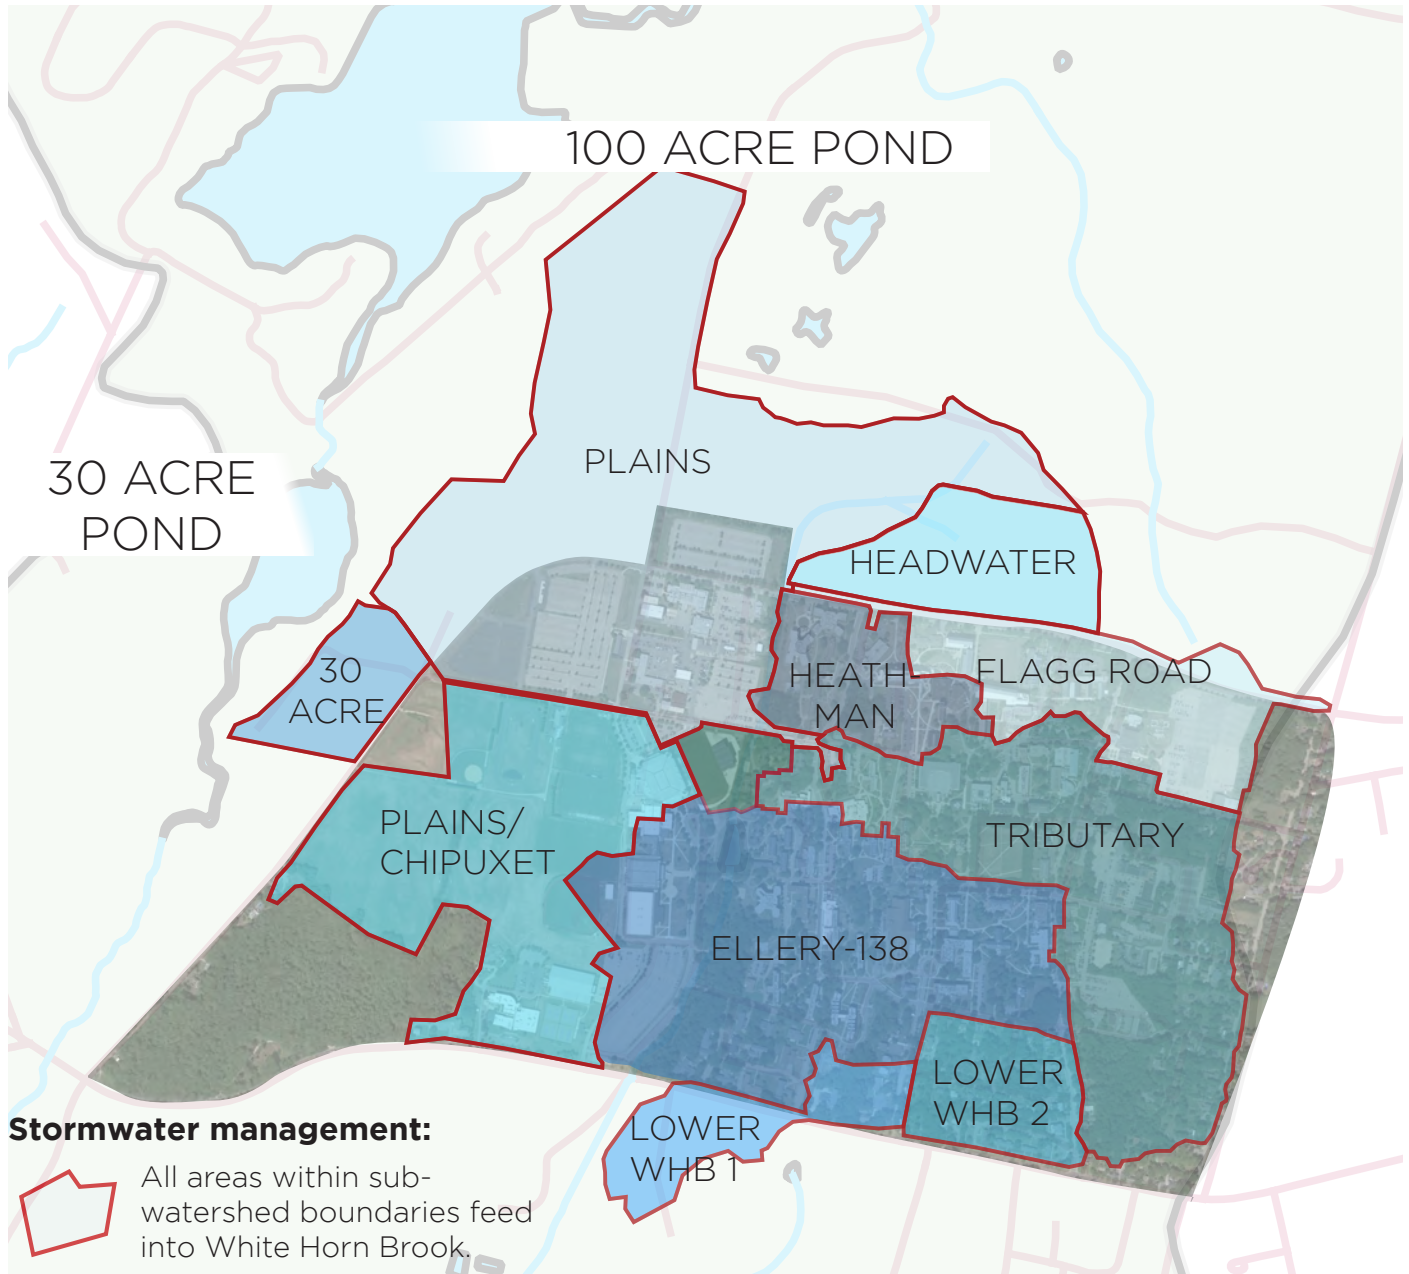 100 ACRE POND
30 ACRE
POND
PLAINS
HEADWATER
30
ACRE
HEATH-
MAN
FLAGG ROAD
PLAINS/
CHIPUXET
TRIBUTARY
ELLERY-138
LOWER
WHB 2
LOWER
WHB 1
Stormwater management:
All areas within sub-
watershed boundaries feed
into White Horn Brook.